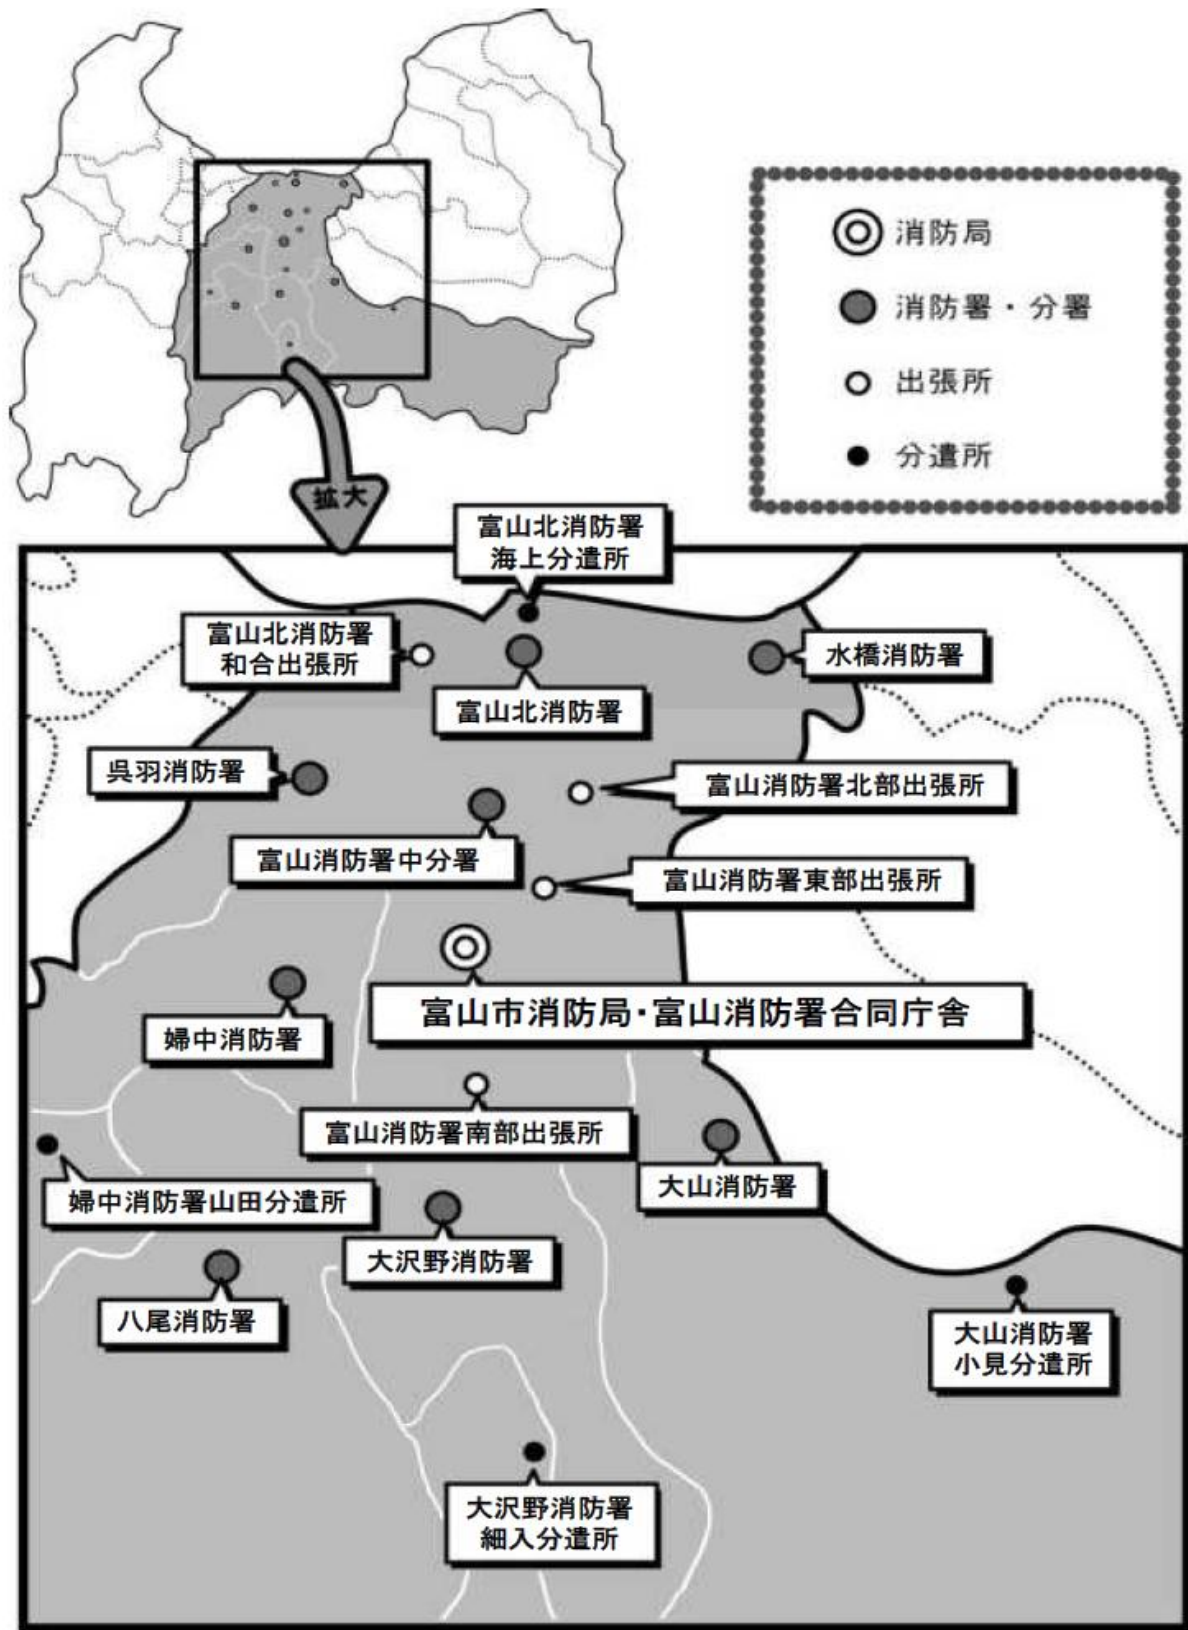 消防局
消防署・分署
出張所
分遣所
拡大
富山北消防署
海上分遣所
富山北消防署
和合出張所
水橋消防署
富山北消防署
呉羽消防署
富山消防署北部出張所
富山消防署中分署
富山消防署東部出張所
富山市消防局・富山消防署合同庁舎
婦中消防署
富山消防署南部出張所
大山消防署
婦中消防署山田分遣所
大沢野消防署
八尾消防署
大山消防署
小見分遣所
大沢野消防署
細入分遣所